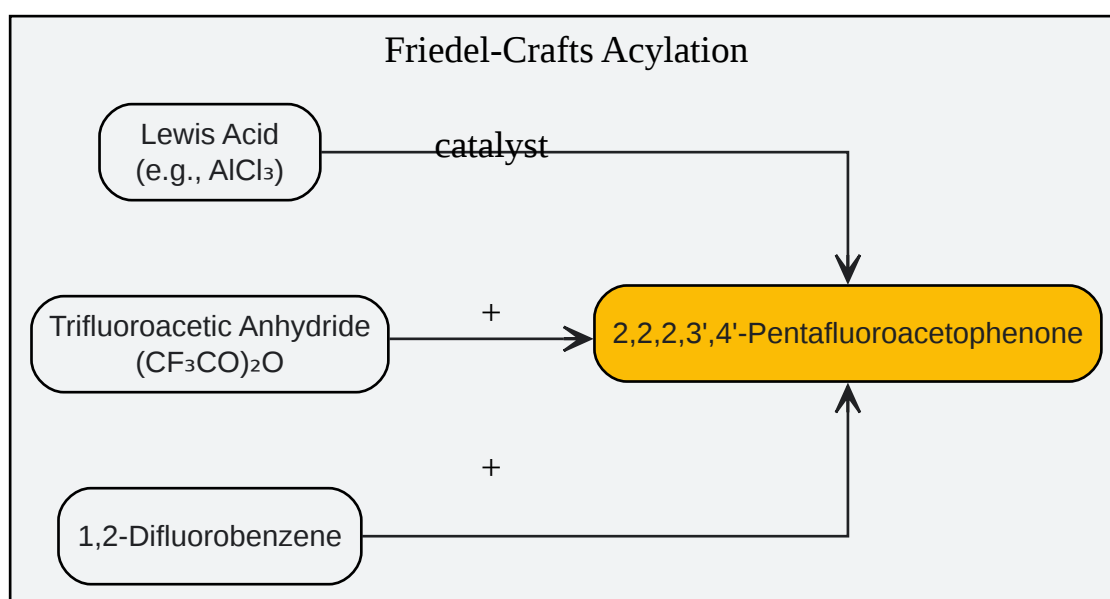 Friedel-Crafts Acylation
Lewis Acid
(e.g., AlCl₃)
catalyst
Trifluoroacetic Anhydride
(CF₃CO)₂O
+
2,2,2,3',4'-Pentafluoroacetophenone
+
1,2-Difluorobenzene